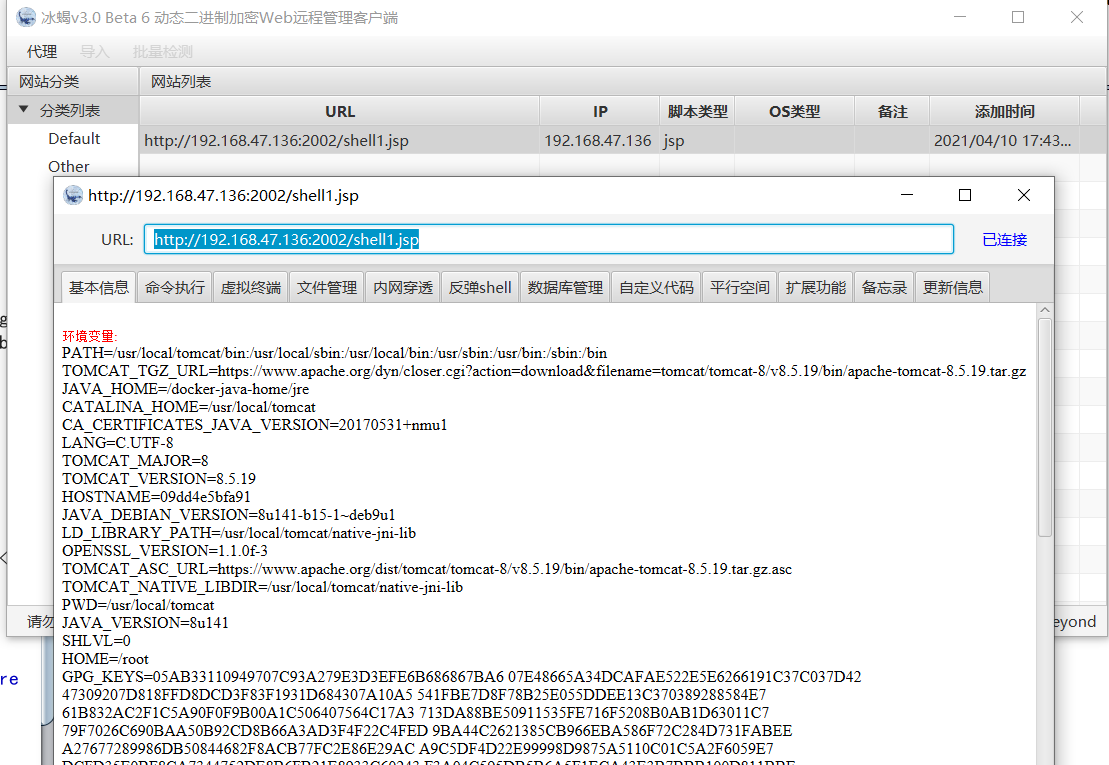 冰蝎v3.0 Beta 6 动态二进制加密Web远程管理客户端
代理 导入 批量检测
网站分类 网站列表
分类列表 URL IP 脚本类型 OS类型 备注 添加时间
Default http://192.168.47.136:2002/shell1.jsp 192.168.47.136 jsp 2021/04/10 17:43...
Other
http://192.168.47.136:2002/shell1.jsp
URL: http://192.168.47.136:2002/shell1.jsp 已连接
基本信息 命令执行 虚拟终端 文件管理 内网穿透 反弹shell 数据库管理 自定义代码 平行空间 扩展功能 备忘录 更新信息
环境变量:
PATH=/usr/local/tomcat/bin:/usr/local/sbin:/usr/local/bin:/usr/sbin:/usr/bin:/sbin:/bin
TOMCAT_TGZ_URL=https://www.apache.org/dyn/closer.cgi?action=download&filename=tomcat/tomcat-8/v8.5.19/bin/apache-tomcat-8.5.19.tar.gz
JAVA_HOME=/docker-java-home/jre
CATALINA_HOME=/usr/local/tomcat
CA_CERTIFICATES_JAVA_VERSION=20170531+nmu1
LANG=C.UTF-8
TOMCAT_MAJOR=8
TOMCAT_VERSION=8.5.19
HOSTNAME=09dd4e5bfa91
JAVA_DEBIAN_VERSION=8u141-b15-1~deb9u1
LD_LIBRARY_PATH=/usr/local/tomcat/native-jni-lib
OPENSSL_VERSION=1.1.0f-3
TOMCAT_ASC_URL=https://www.apache.org/dist/tomcat/tomcat-8/v8.5.19/bin/apache-tomcat-8.5.19.tar.gz.asc
TOMCAT_NATIVE_LIBDIR=/usr/local/tomcat/native-jni-lib
PWD=/usr/local/tomcat
JAVA_VERSION=8u141
请勿 eyond
SHLVL=0
HOME=/root
re
GPG_KEYS=05AB33110949707C93A279E3D3EFE6B686867BA6 07E48665A34DCAFAE522E5E6266191C37C037D42
47309207D818FFD8DCD3F83F1931D684307A10A5 541FBE7D8F78B25E055DDEE13C370389288584E7
61B832AC2F1C5A90F0F9B00A1C506407564C17A3 713DA88BE50911535FE716F5208B0AB1D63011C7
79F7026C690BAA50B92CD8B66A3AD3F4F22C4FED 9BA44C2621385CB966EBA586F72C284D731FABEE
A27677289986DB50844682F8ACB77FC2E86E29AC A9C5DF4D22E99998D9875A5110C01C5A2F6059E7